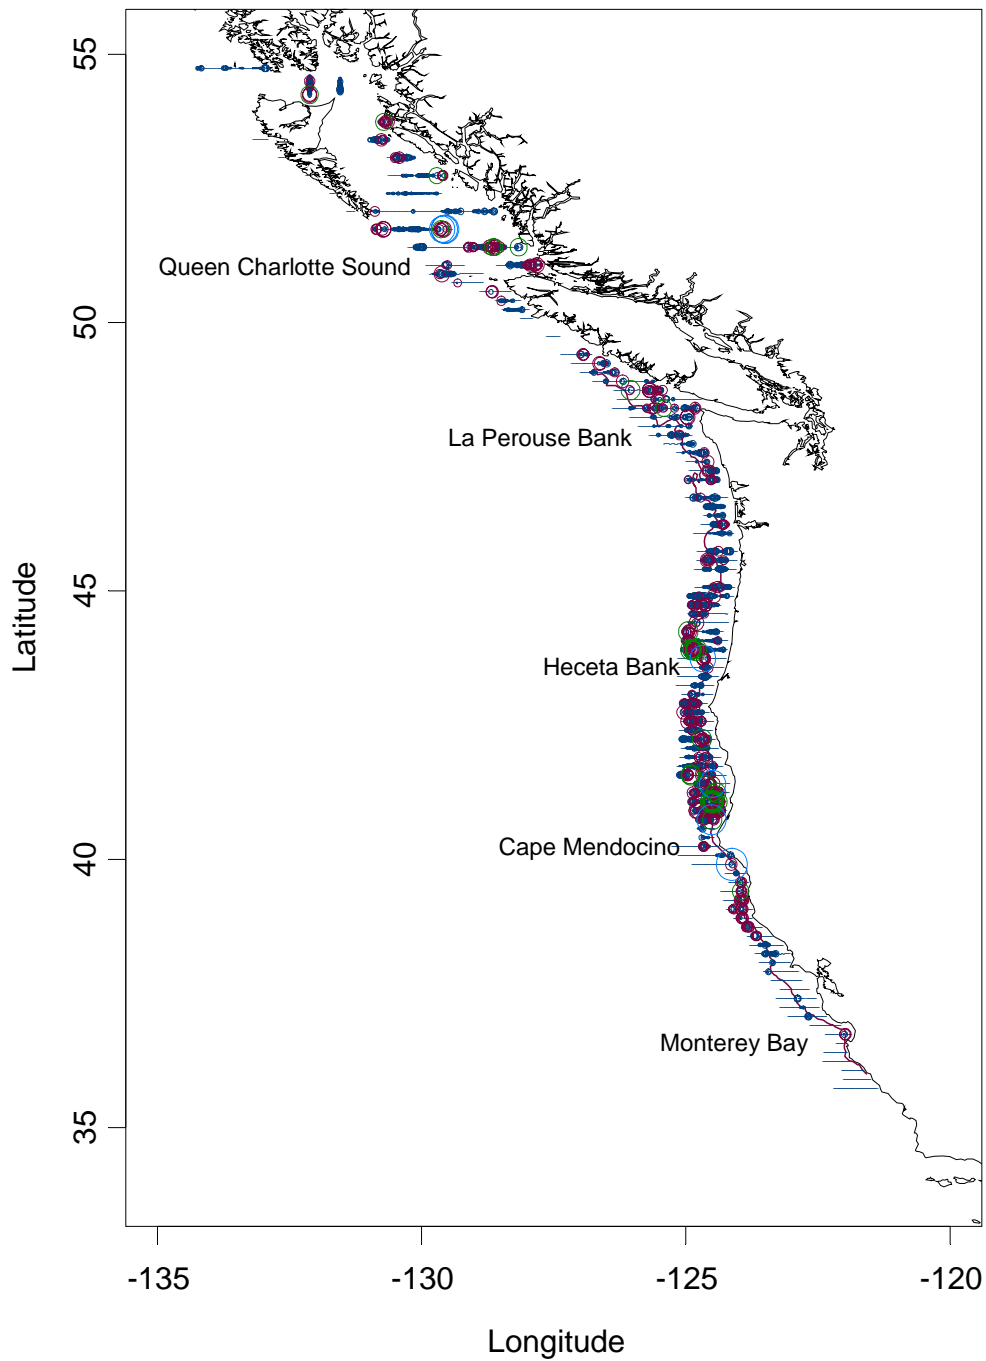 55
Queen Charlotte Sound
50
La Perouse Bank
45
Latitude
Heceta Bank
Cape Mendocino
40
Monterey Bay
35
-135
-130
-125
-120
Longitude